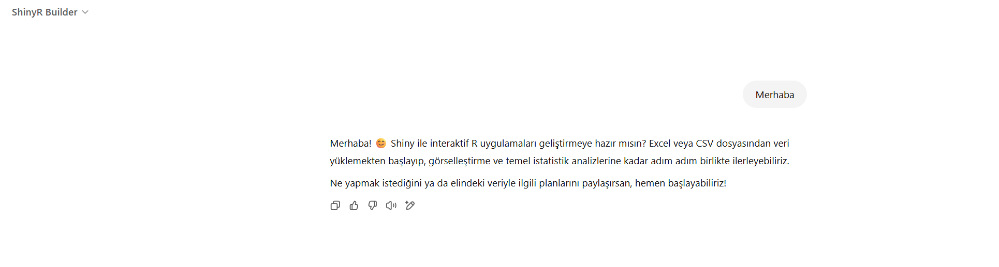 ShinyR Builder
Merhaba
Merhaba! 😊 Shiny ile interaktif R uygulamaları geliştirmeye hazır mısın? Excel veya CSV dosyasından veri
yüklemekten başlayıp, görselleştirme ve temel istatistik analizlerine kadar adım adım birlikte ilerleyebiliriz.
Ne yapmak istediğini ya da elindeki veriyle ilgili planlarını paylaşırsan, hemen başlayabiliriz!